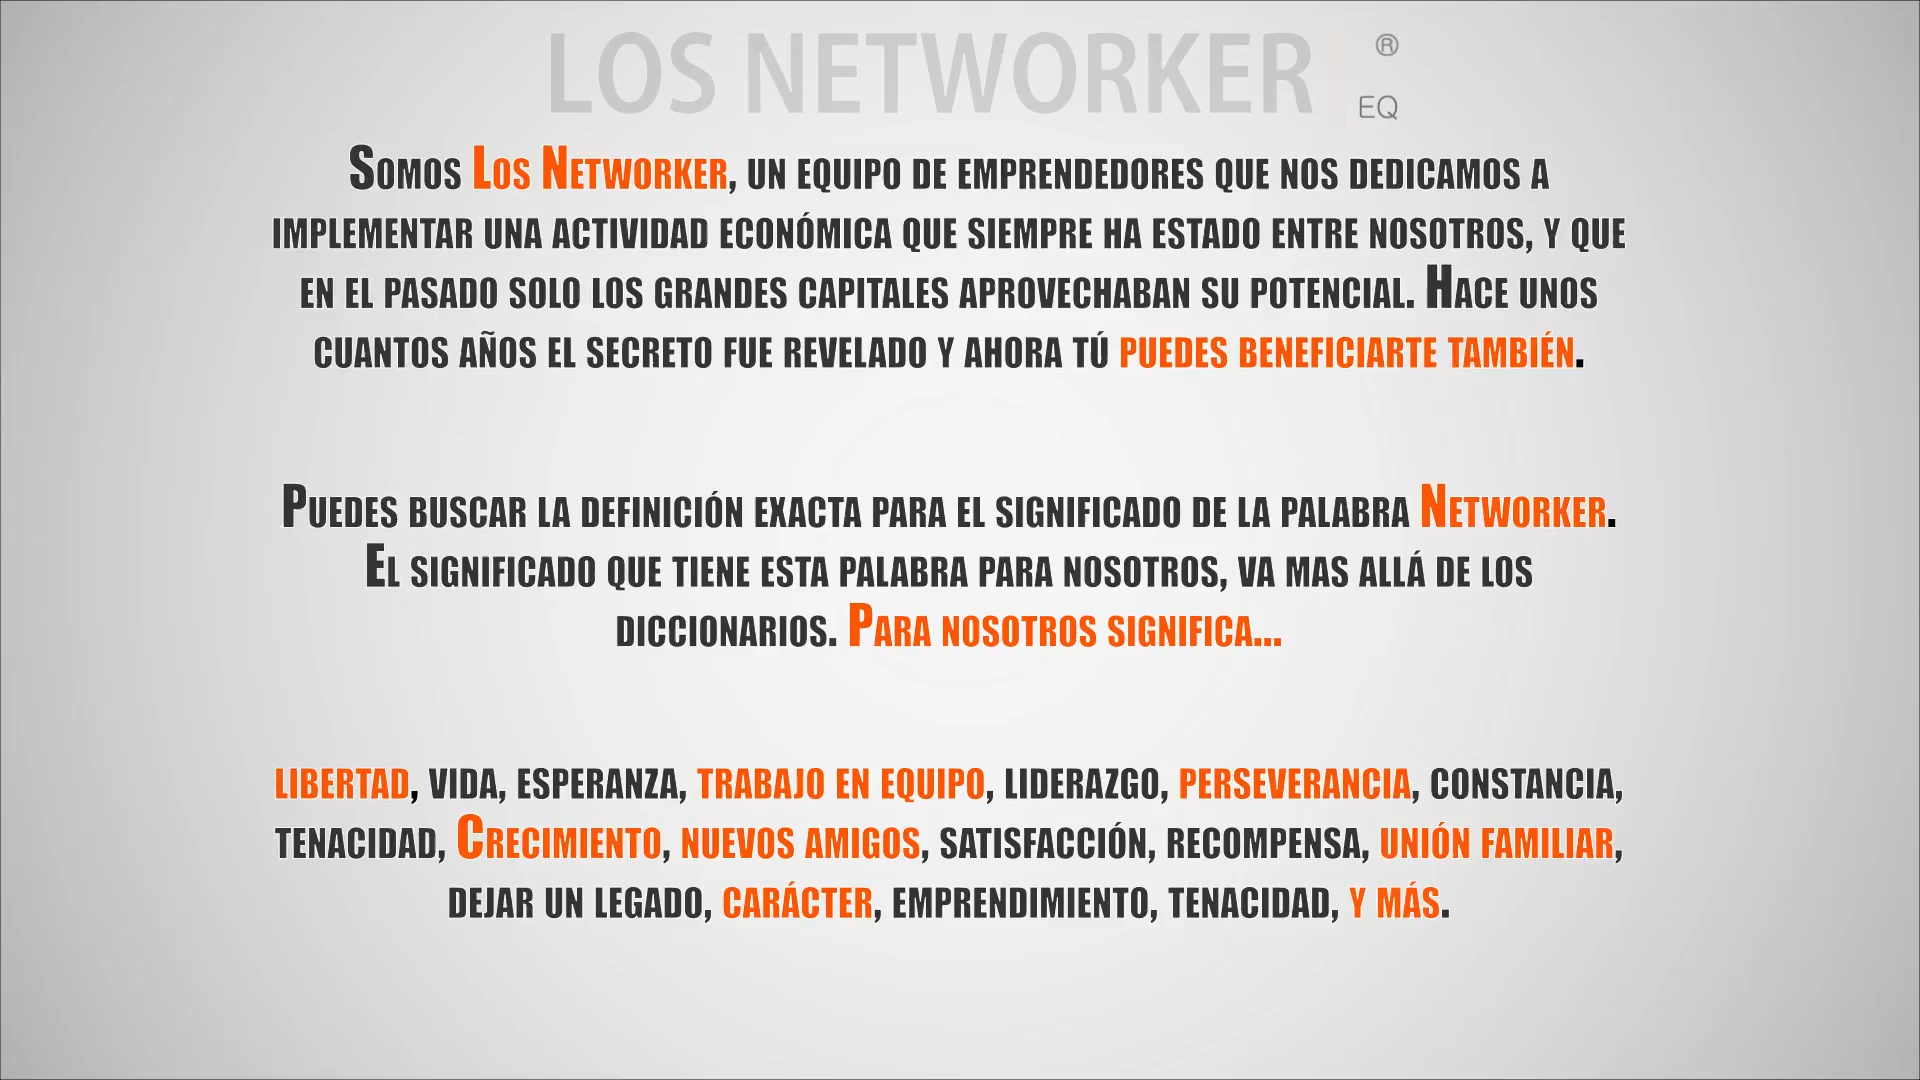 LOS NETWORKER ®
EQ
Somos Los Networker, un equipo de emprendedores que nos dedicamos a
implementar una actividad económica que siempre ha estado entre nosotros, y que
en el pasado solo los grandes capitales aprovechaban su potencial. Hace unos
cuantos años el secreto fue revelado y ahora tú puedes beneficiarte también.
Puedes buscar la definición exacta para el significado de la palabra Networker.
El significado que tiene esta palabra para nosotros, va mas allá de los
diccionarios. Para nosotros significa...
libertad, vida, esperanza, trabajo en equipo, liderazgo, perseverancia, constancia,
tenacidad, Crecimiento, nuevos amigos, satisfacción, recompensa, unión familiar,
dejar un legado, carácter, emprendimiento, tenacidad, y más.